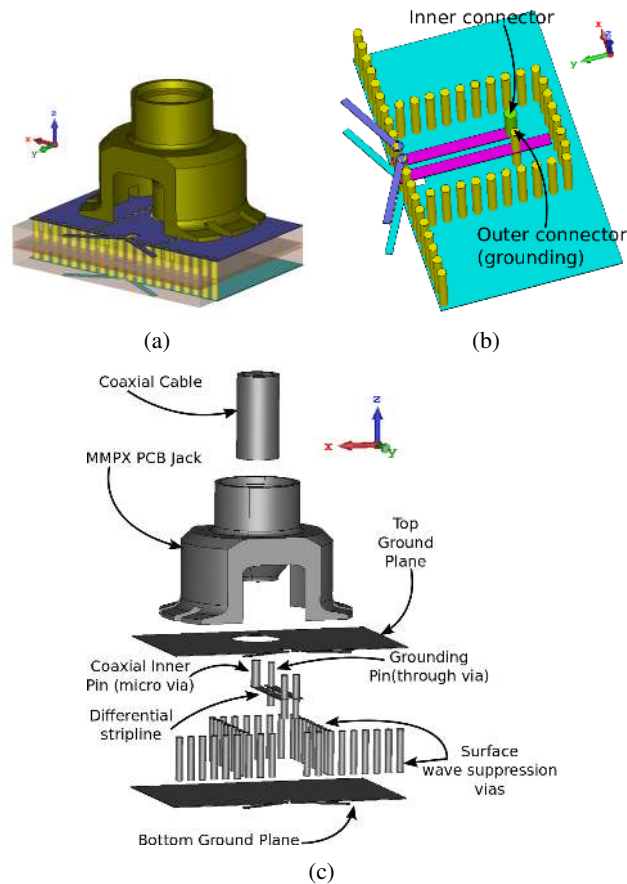 Inner connector
z
x
y
x
z
y
Outer connector
(grounding)
(a)
(b)
Coaxial Cable
z
x
y
MMPX PCB Jack
Top
Ground
Plane
Coaxial Inner
Pin (micro via)
Grounding
Pin(through via)
Differential
stripline
Surface
wave suppression
vias
Bottom Ground Plane
(c)